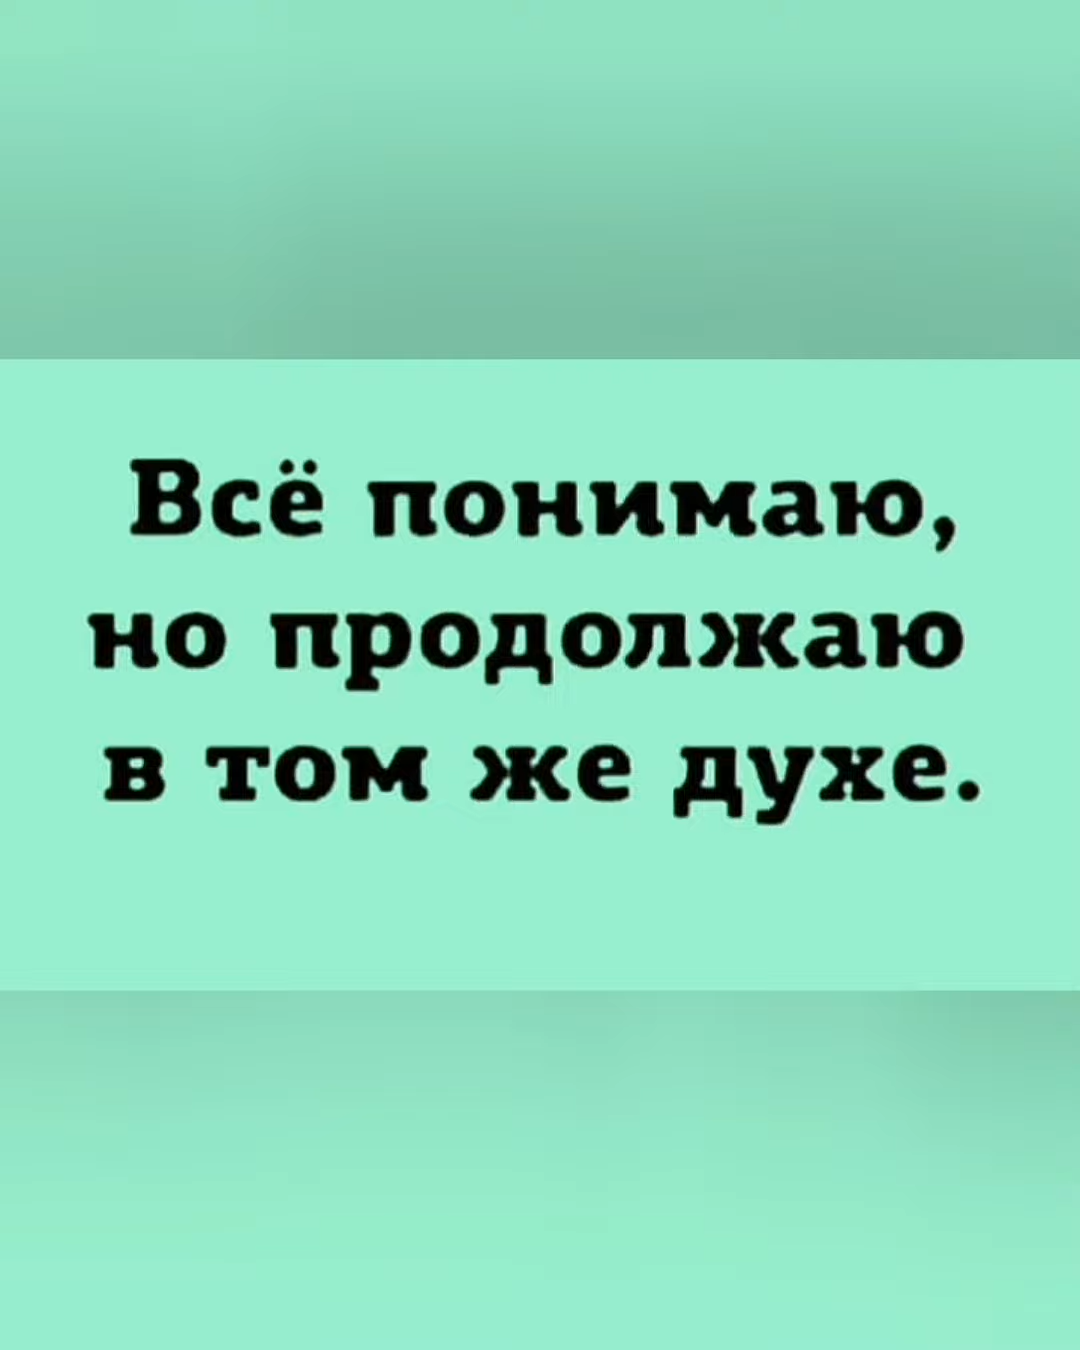 Всё понимаю,
но продолжаю
в том же духе.